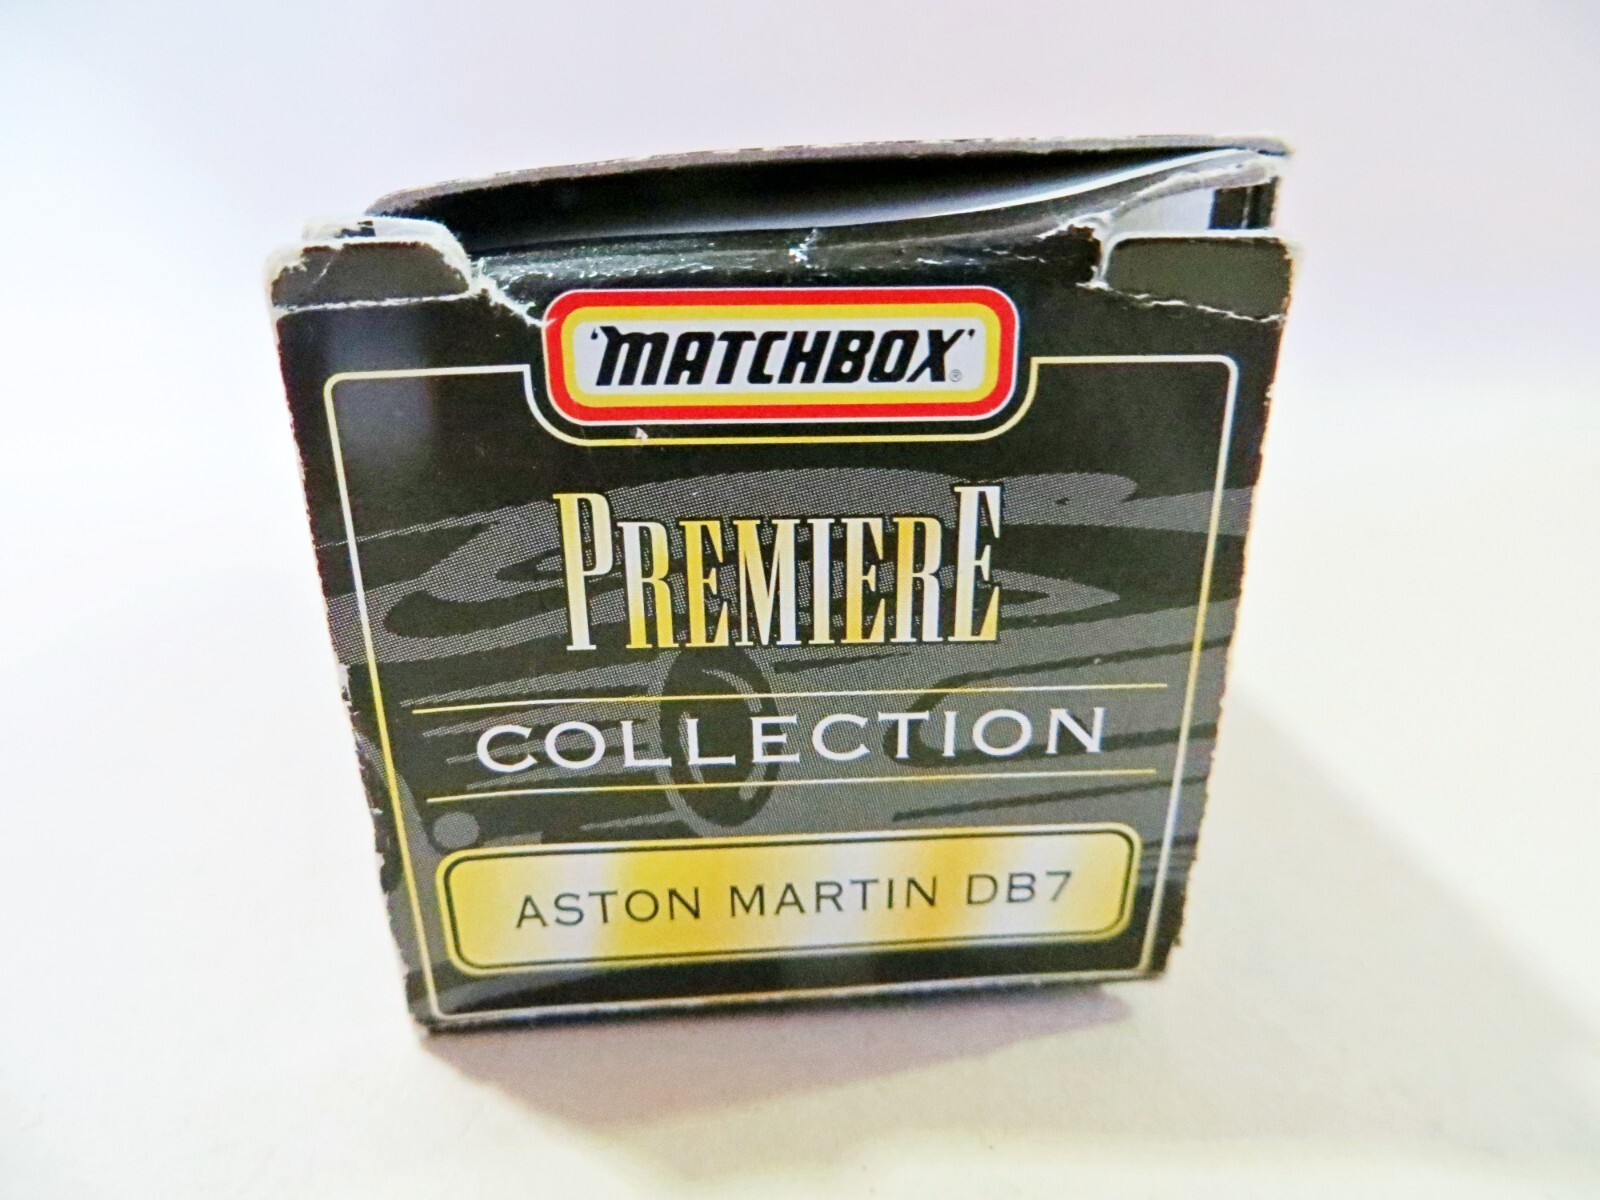 'MATCHBOX'®
PREMIERE
COLLECTION
ASTON MARTIN DB7